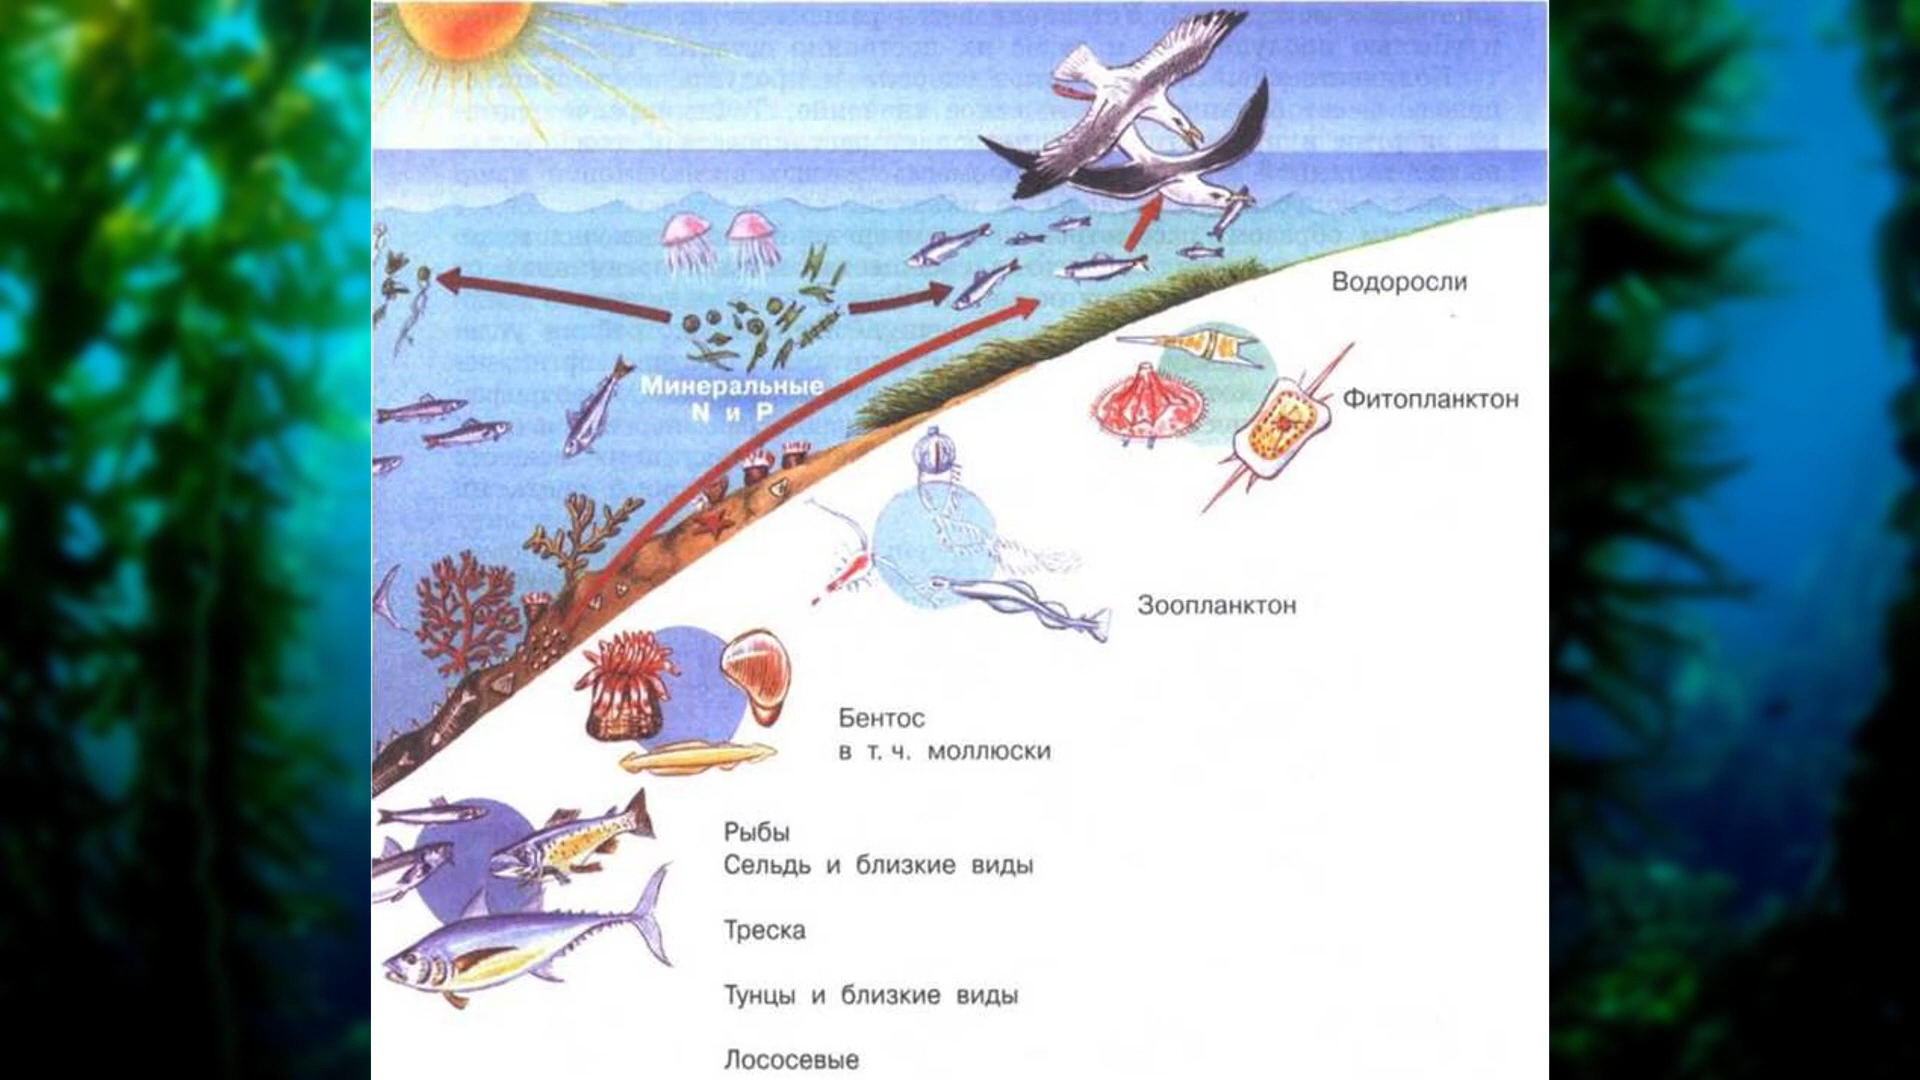 Водоросли
Фитопланктон
Минеральные
N и P
Зоопланктон
Бентос
в т. ч. моллюски
Рыбы
Сельдь и близкие виды
Треска
Тунцы и близкие виды
Лососевые